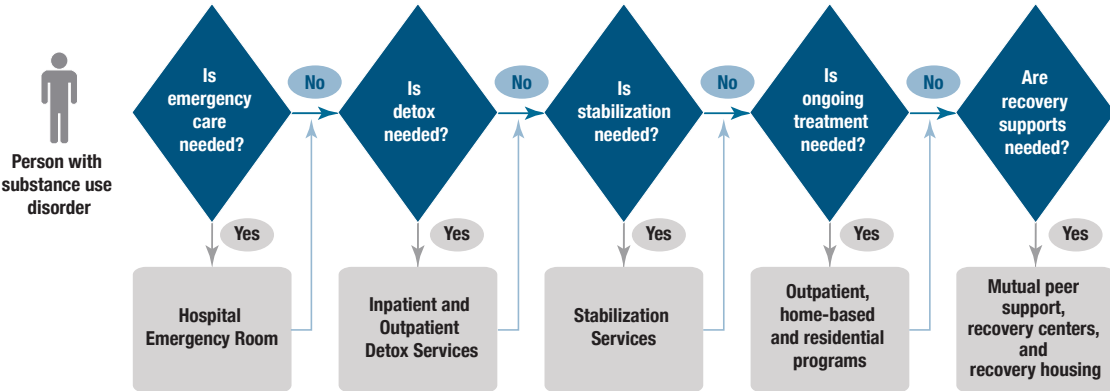 Person with
substance use
disorder
Is
emergency
care
needed?
No
Yes
Hospital
Emergency Room
Is
detox
needed?
No
Yes
Inpatient and
Outpatient
Detox Services
Is
stabilization
needed?
No
Yes
Stabilization
Services
Is
ongoing
treatment
needed?
No
Yes
Outpatient,
home-based
and residential
programs
Are
recovery
supports
needed?
Yes
Mutual peer
support,
recovery centers,
and
recovery housing